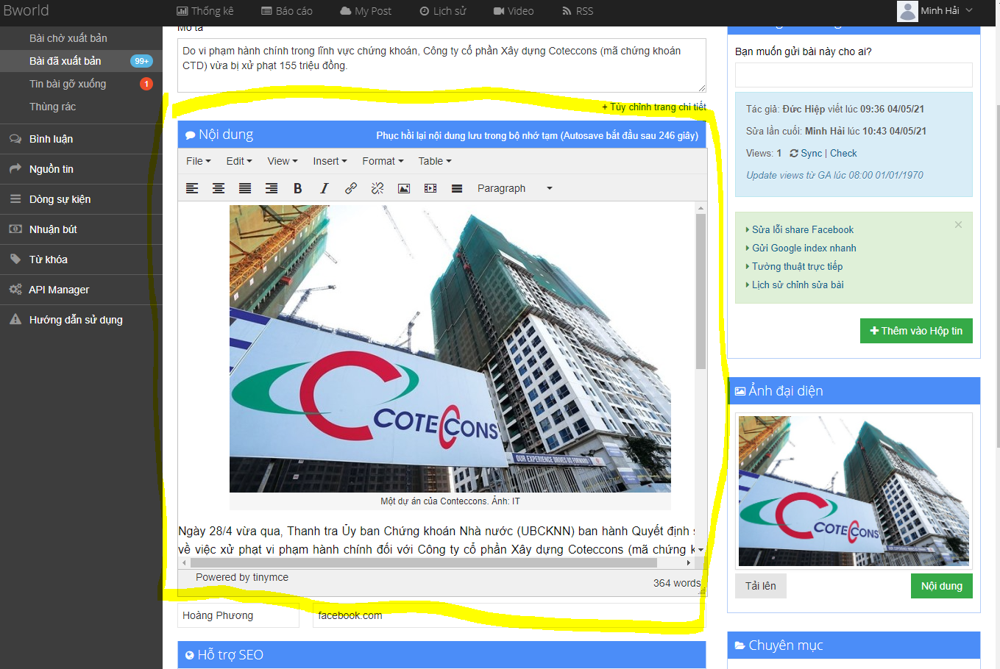 Bworld
Thống kê
Báo cáo
My Post
Lịch sử
Video
RSS
Minh Hải
Bài chờ xuất bản
Bài đã xuất bản 99+
Tin bài gỡ xuống 1
Thùng rác
Bình luận
Nguồn tin
Dòng sự kiện
Nhuận bút
Từ khóa
API Manager
Hướng dẫn sử dụng
Mô tả
Do vi phạm hành chính trong lĩnh vực chứng khoán, Công ty cổ phần Xây dựng Coteccons (mã chứng khoán
CTD) vừa bị xử phạt 155 triệu đồng.
+ Tùy chỉnh trang chi tiết
Nội dung
Phục hồi lại nội dung lưu trong bộ nhớ tạm (Autosave bắt đầu sau 246 giây)
File Edit View Insert Format Table
B I Paragraph
COTECCONS
OUR EXPERIENCE DRIVES US FORWARD
Một dự án của Conteccons. Ảnh: IT
Ngày 28/4 vừa qua, Thanh tra Ủy ban Chứng khoán Nhà nước (UBCKNN) ban hành Quyết định
về việc xử phạt vi phạm hành chính đối với Công ty cổ phần Xây dựng Coteccons (mã chứng
Powered by tinymce
364 words
Hoàng Phương
facebook.com
Hỗ trợ SEO
Bạn muốn gửi bài này cho ai?
Tác giả: Đức Hiệp viết lúc 09:36 04/05/21
Sửa lần cuối: Minh Hải lúc 10:43 04/05/21
Views: 1 Sync | Check
Update views từ GA lúc 08:00 01/01/1970
×
Sửa lỗi share Facebook
Gửi Google index nhanh
Tường thuật trực tiếp
Lịch sử chỉnh sửa bài
Thêm vào Hộp tin
Ảnh đại diện
COTECCONS
Tải lên
Nội dung
Chuyên mục